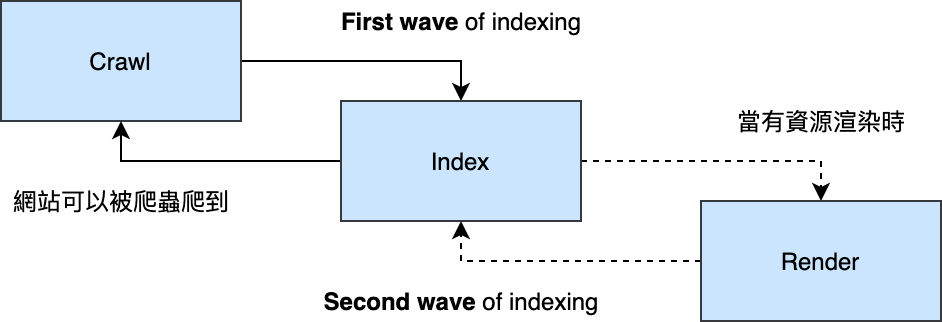 First wave of indexing
Crawl
當有資源渲染時
Index
網站可以被爬蟲爬到
Render
Second wave of indexing